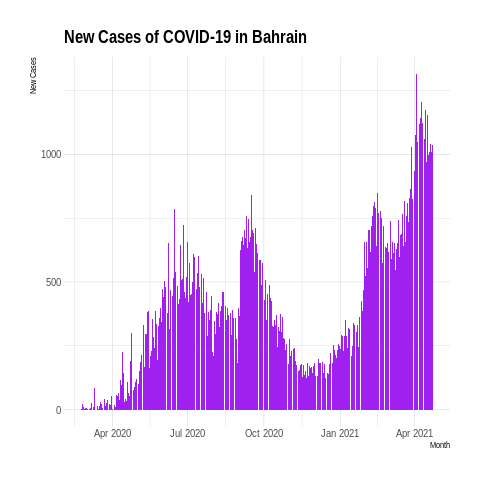 New Cases of COVID-19 in Bahrain
New Cases
1000
500
0
Apr 2020 Jul 2020 Oct 2020 Jan 2021 Apr 2021
Month